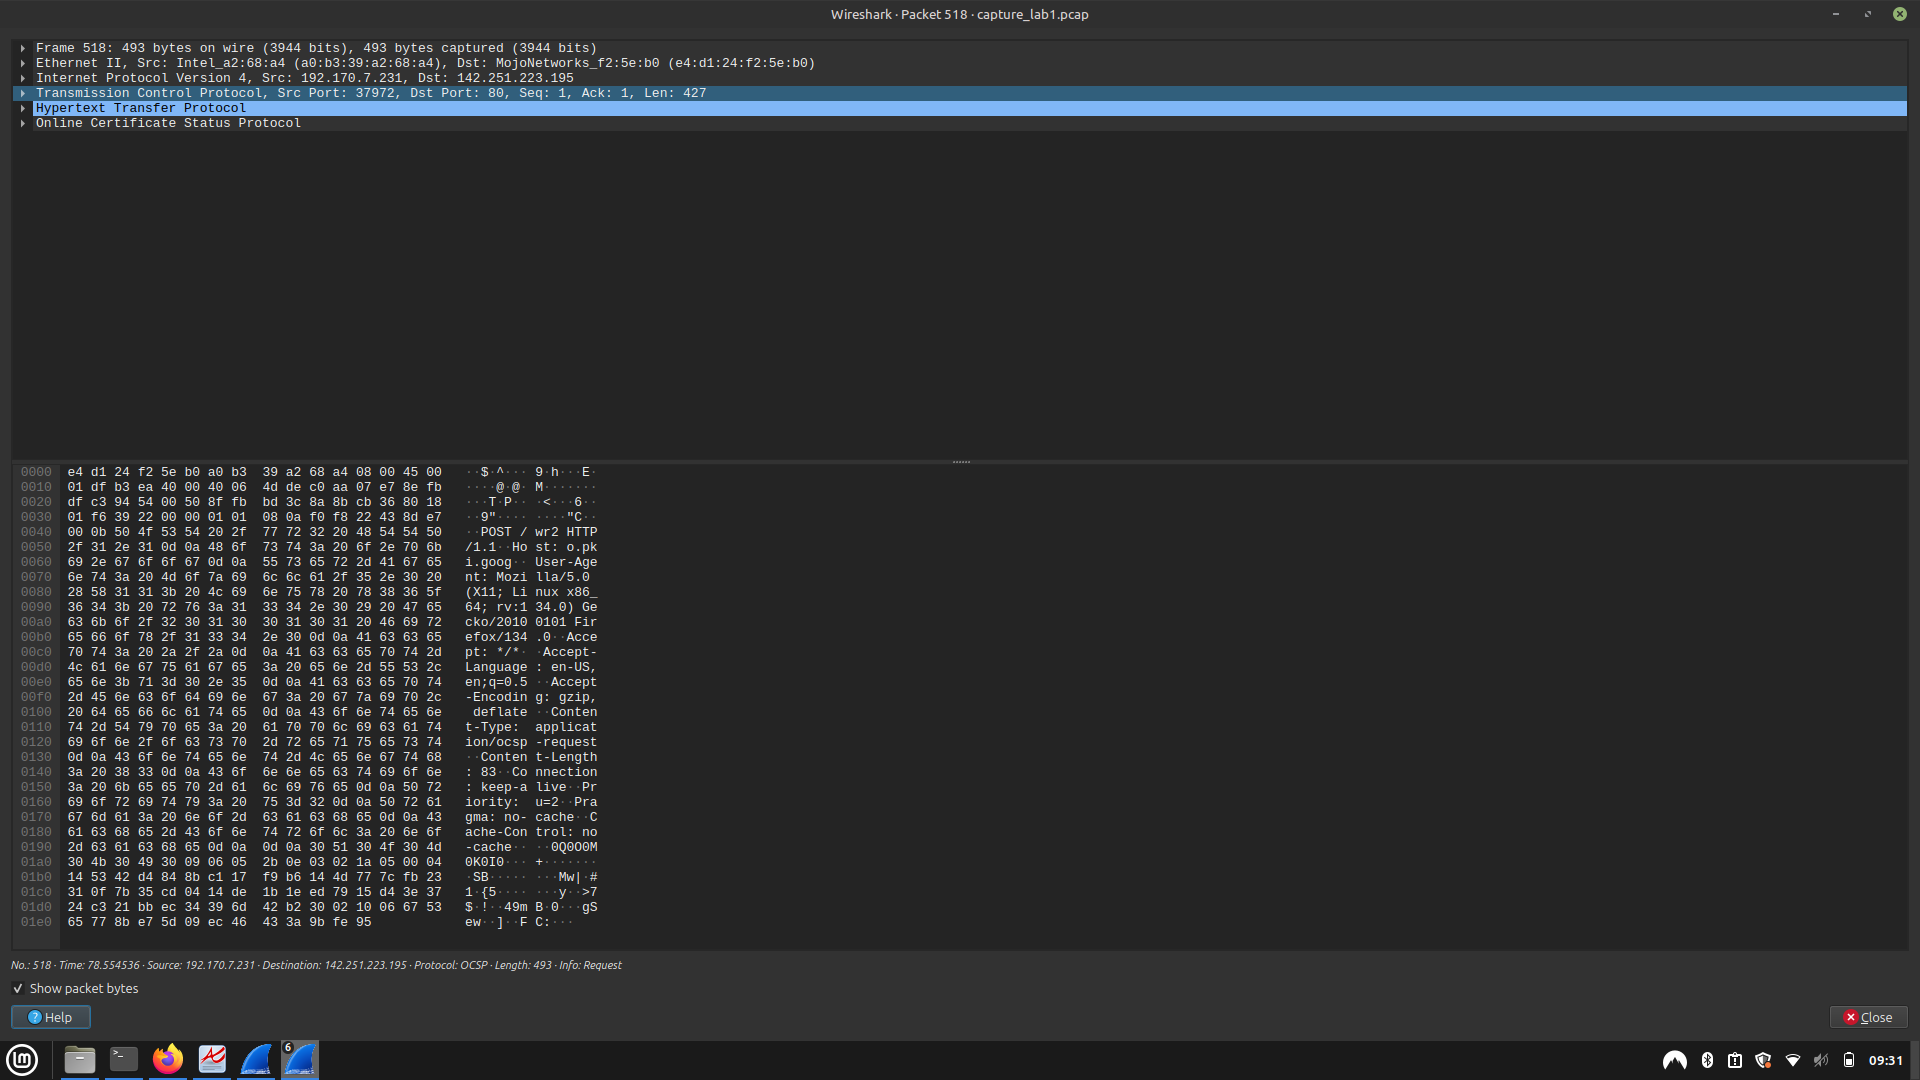 Wireshark · Packet 518 · capture_lab1.pcap
Frame 518: 493 bytes on wire (3944 bits), 493 bytes captured (3944 bits)
Ethernet II, Src: Intel_a2:68:a4 (a0:b3:39:a2:68:a4), Dst: MojoNetworks_f2:5e:b0 (e4:d1:24:f2:5e:b0)
Internet Protocol Version 4, Src: 192.170.7.231, Dst: 142.251.223.195
Transmission Control Protocol, Src Port: 37972, Dst Port: 80, Seq: 1, Ack: 1, Len: 427
Hypertext Transfer Protocol
Online Certificate Status Protocol
0000 e4 d1 24 f2 5e b0 a0 b3 39 a2 68 a4 08 00 45 00 ··$·^··· 9·h···E·
0010 01 df b3 ea 40 00 40 06 4d de c0 aa 07 e7 8e fb ····@·@· M·······
0020 df c3 94 54 00 50 8f fb bd 3c 8a 8b cb 36 80 18 ···T·P·· ·<···6··
0030 01 f6 39 22 00 00 01 01 08 0a f0 f8 22 43 8d e7 ··9"···· ····"C··
0040 00 0b 50 4f 53 54 20 2f 77 72 32 20 48 54 54 50 ··POST / wr2 HTTP
0050 2f 31 2e 31 0d 0a 48 6f 73 74 3a 20 6f 2e 70 6b /1.1··Ho st: o.pk
0060 69 2e 67 6f 6f 67 0d 0a 55 73 65 72 2d 41 67 65 i.goog·· User-Age
0070 6e 74 3a 20 4d 6f 7a 69 6c 6c 61 2f 35 2e 30 20 nt: Mozi lla/5.0
0080 28 58 31 31 3b 20 4c 69 6e 75 78 20 78 38 36 5f (X11; Li nux x86_
0090 36 34 3b 20 72 76 3a 31 33 34 2e 30 29 20 47 65 64; rv:1 34.0) Ge
00a0 63 6b 6f 2f 32 30 31 30 30 31 30 31 20 46 69 72 cko/2010 0101 Fir
00b0 65 66 6f 78 2f 31 33 34 2e 30 0d 0a 41 63 63 65 efox/134 .0··Acce
00c0 70 74 3a 20 2a 2f 2a 0d 0a 41 63 63 65 70 74 2d pt: */*· ·Accept-
00d0 4c 61 6e 67 75 61 67 65 3a 20 65 6e 2d 55 53 2c Language : en-US,
00e0 65 6e 3b 71 3d 30 2e 35 0d 0a 41 63 63 65 70 74 en;q=0.5 ··Accept
00f0 2d 45 6e 63 6f 64 69 6e 67 3a 20 67 7a 69 70 2c -Encodin g: gzip,
0100 20 64 65 66 6c 61 74 65 0d 0a 43 6f 6e 74 65 6e deflate ··Conten
0110 74 2d 54 79 70 65 3a 20 61 70 70 6c 69 63 61 74 t-Type: applicat
0120 69 6f 6e 2f 6f 63 73 70 2d 72 65 71 75 65 73 74 ion/ocsp -request
0130 0d 0a 43 6f 6e 74 65 6e 74 2d 4c 65 6e 67 74 68 ··Conten t-Length
0140 3a 20 38 33 0d 0a 43 6f 6e 6e 65 63 74 69 6f 6e : 83··Co nnection
0150 3a 20 6b 65 65 70 2d 61 6c 69 76 65 0d 0a 50 72 : keep-a live··Pr
0160 69 6f 72 69 74 79 3a 20 75 3d 32 0d 0a 50 72 61 iority: u=2··Pra
0170 67 6d 61 3a 20 6e 6f 2d 63 61 63 68 65 0d 0a 43 gma: no- cache··C
0180 61 63 68 65 2d 43 6f 6e 74 72 6f 6c 3a 20 6e 6f ache-Con trol: no
0190 2d 63 61 63 68 65 0d 0a 0d 0a 30 51 30 4f 30 4d -cache·· ··0Q0O0M
01a0 30 4b 30 49 30 09 06 05 2b 0e 03 02 1a 05 00 04 0K0I0··· +·······
01b0 14 53 42 d4 84 8b c1 17 f9 b6 14 4d 77 7c fb 23 ·SB····· ···Mw|·#
01c0 31 0f 7b 35 cd 04 14 de 1b 1e ed 79 15 d4 3e 37 1·{5···· ···y··>7
01d0 24 c3 21 bb ec 34 39 6d 42 b2 30 02 10 06 67 53 $·!··49m B·0···gS
01e0 65 77 8b e7 5d 09 ec 46 43 3a 9b fe 95 ew··]··F C:···
No.: 518 · Time: 78.554536 · Source: 192.170.7.231 · Destination: 142.251.223.195 · Protocol: OCSP · Length: 493 · Info: Request
Show packet bytes
Help
Close
6
09:31